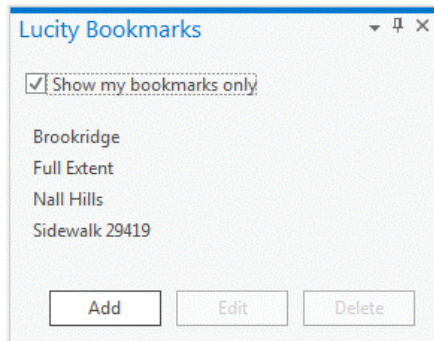 Lucity Bookmarks
Show my bookmarks only
Brookridge
Full Extent
Nall Hills
Sidewalk 29419
Add Edit Delete